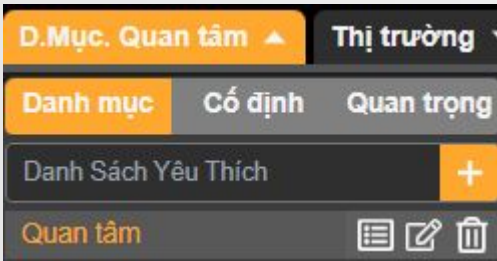 D.Mục. Quan tâm Thị trường
Danh mục Cố định Quan trọng
Danh Sách Yêu Thích
Quan tâm